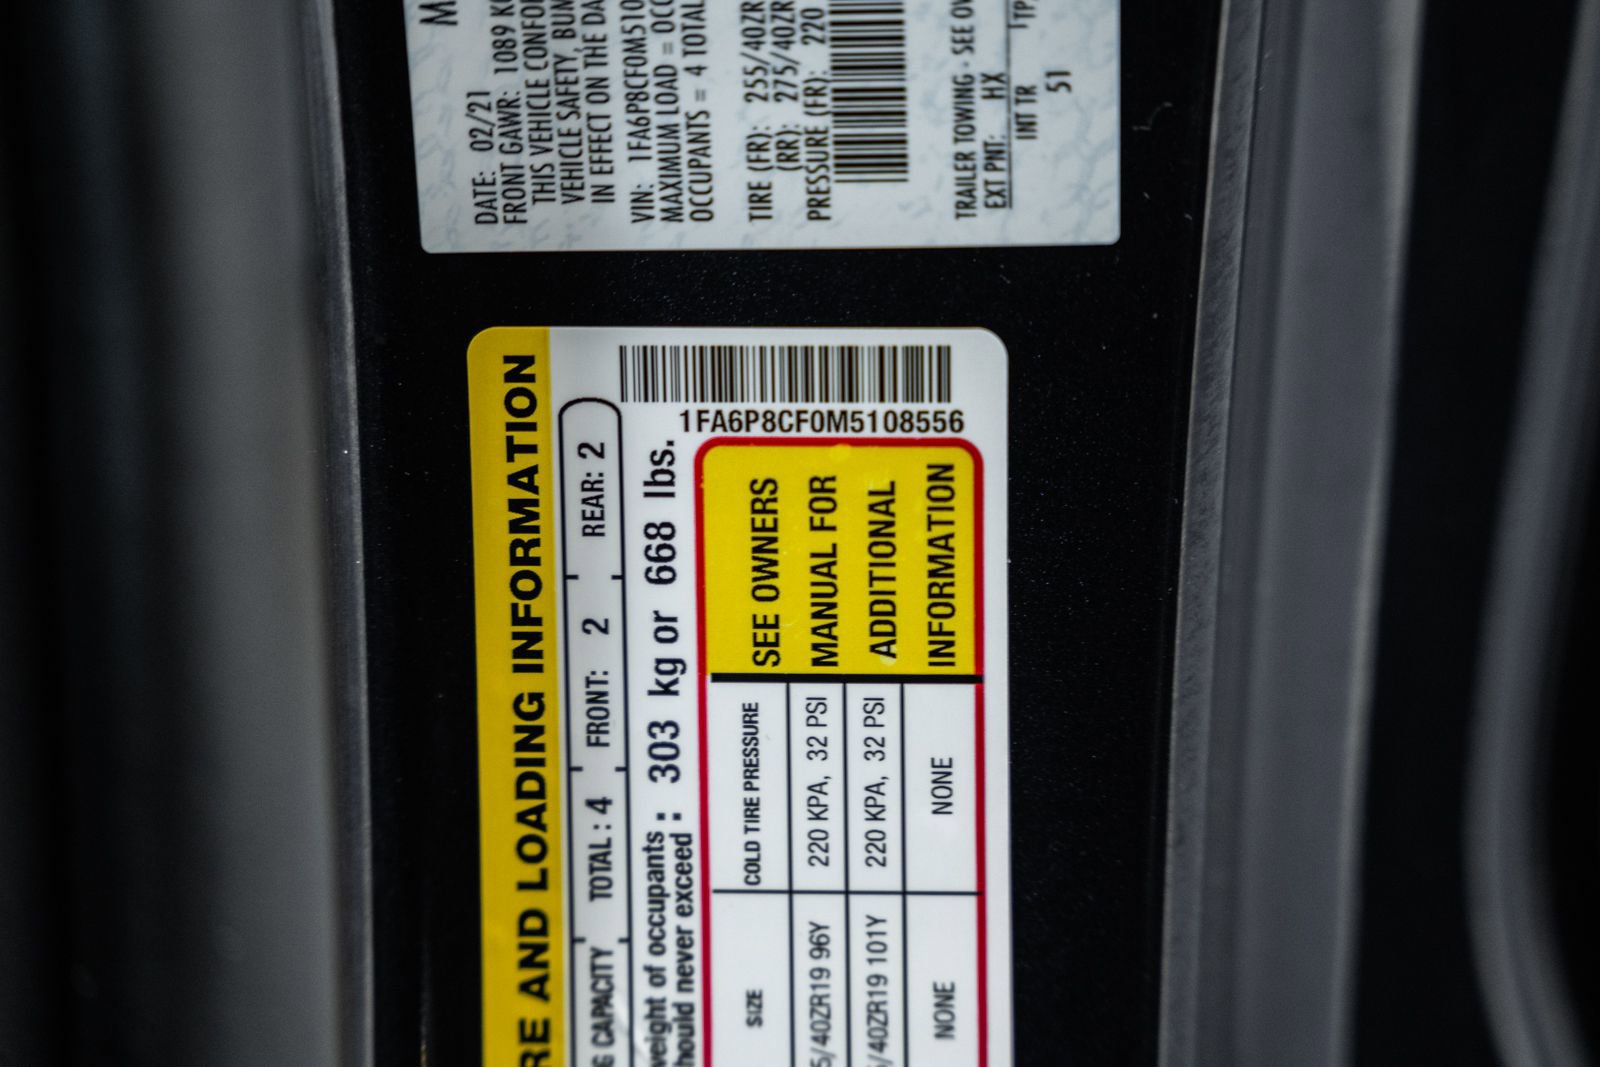 M
DATE: 02/21
FRONT GAWR: 1089 K
THIS VEHICLE CONFOR
VEHICLE SAFETY, BUM
IN EFFECT ON THE DA
VIN: 1FA6P8CF0M510
MAXIMUM LOAD = OCC
OCCUPANTS = 4 TOTAL
TIRE (FR): 255/40ZR
(RR): 275/40ZR
PRESSURE (FR): 220
TRAILER TOWING - SEE OW
EXT PNT: HX
INT TR TP
51
RE AND LOADING INFORMATION
G CAPACITY TOTAL : 4 FRONT: 2 REAR: 2
weight of occupants :
hould never exceed : 303 kg or 668 lbs.
1FA6P8CF0M5108556
SIZE COLD TIRE PRESSURE
5/40ZR19 96Y 220 KPA, 32 PSI
5/40ZR19 101Y 220 KPA, 32 PSI
NONE NONE
SEE OWNERS
MANUAL FOR
ADDITIONAL
INFORMATION